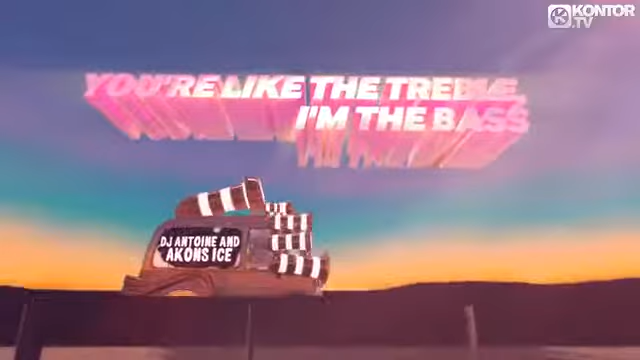 KONTOR
.TV
YOU'RE LIKE THE TREBLE,
I'M THE BASS
DJ ANTOINE AND
AKONS ICE